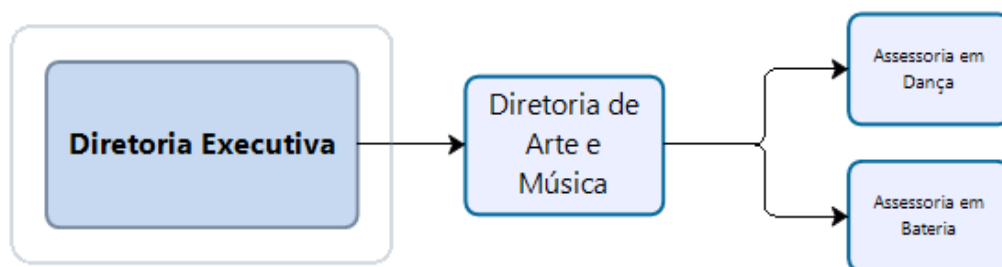 Diretoria Executiva
Diretoria de
Arte e
Música
Assessoria em
Dança
Assessoria em
Bateria